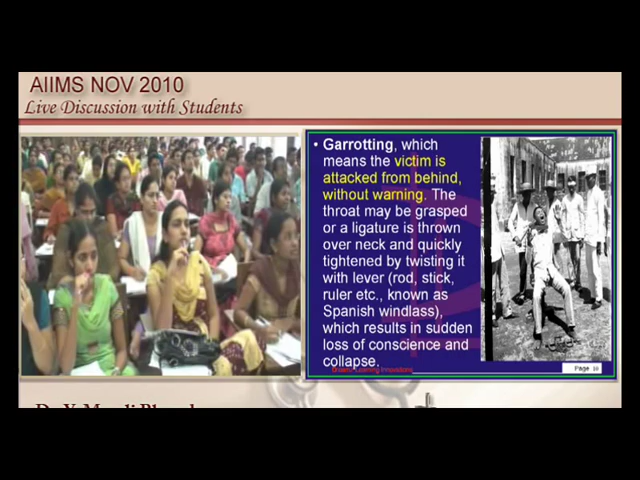 AIIMS NOV 2010
Live Discussion with Students
• Garrotting, which
means the victim is
attacked from behind,
without warning. The
throat may be grasped
or a ligature is thrown
over neck and quickly
tightened by twisting it
with lever (rod, stick,
ruler etc., known as
Spanish windlass),
which results in sudden
loss of conscience and
collapse.
Learning Innovations
Page